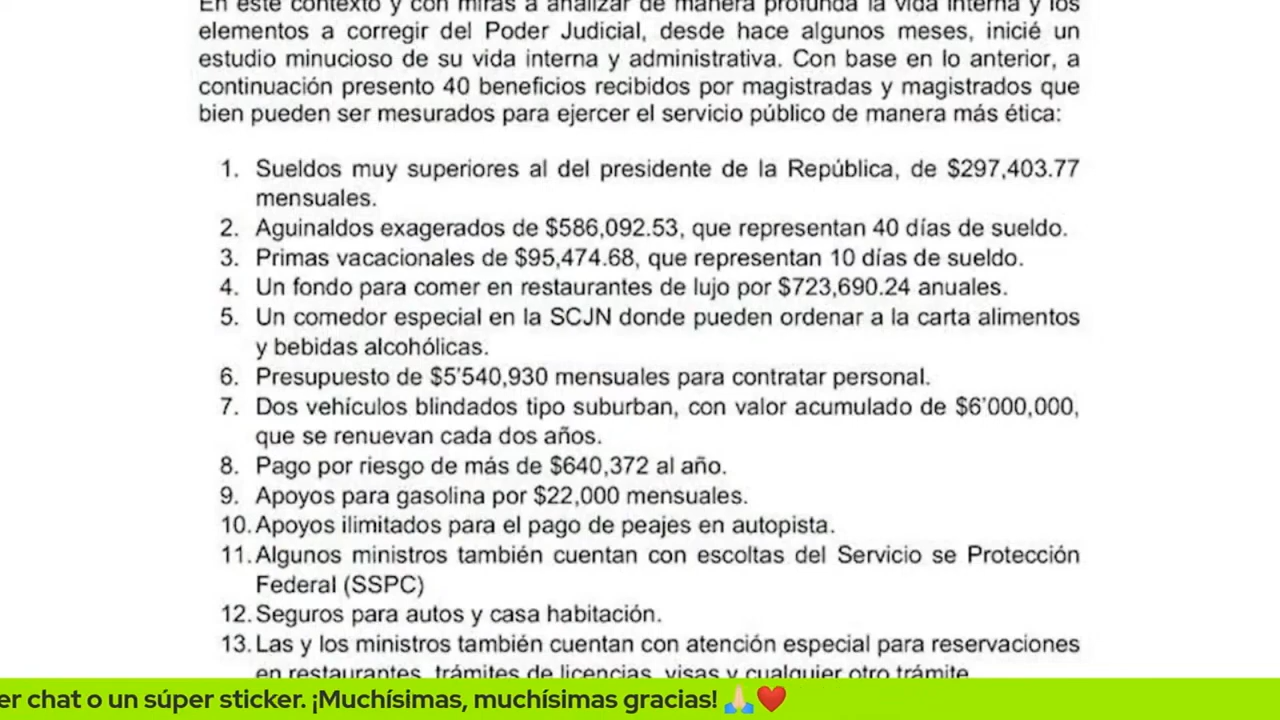 En este contexto y con miras a analizar de manera profunda la vida interna y los
elementos a corregir del Poder Judicial, desde hace algunos meses, inicié un
estudio minucioso de su vida interna y administrativa. Con base en lo anterior, a
continuación presento 40 beneficios recibidos por magistradas y magistrados que
bien pueden ser mesurados para ejercer el servicio público de manera más ética:
1. Sueldos muy superiores al del presidente de la República, de $297,403.77
mensuales.
2. Aguinaldos exagerados de $586,092.53, que representan 40 días de sueldo.
3. Primas vacacionales de $95,474.68, que representan 10 días de sueldo.
4. Un fondo para comer en restaurantes de lujo por $723,690.24 anuales.
5. Un comedor especial en la SCJN donde pueden ordenar a la carta alimentos
y bebidas alcohólicas.
6. Presupuesto de $5'540,930 mensuales para contratar personal.
7. Dos vehículos blindados tipo suburban, con valor acumulado de $6'000,000,
que se renuevan cada dos años.
8. Pago por riesgo de más de $640,372 al año.
9. Apoyos para gasolina por $22,000 mensuales.
10. Apoyos ilimitados para el pago de peajes en autopista.
11. Algunos ministros también cuentan con escoltas del Servicio se Protección
Federal (SSPC)
12. Seguros para autos y casa habitación.
13. Las y los ministros también cuentan con atención especial para reservaciones
en restaurantes, trámites de licencias, visas y cualquier otro trámite
er chat o un súper sticker. ¡Muchísimas, muchísimas gracias! 🙏🏼❤️